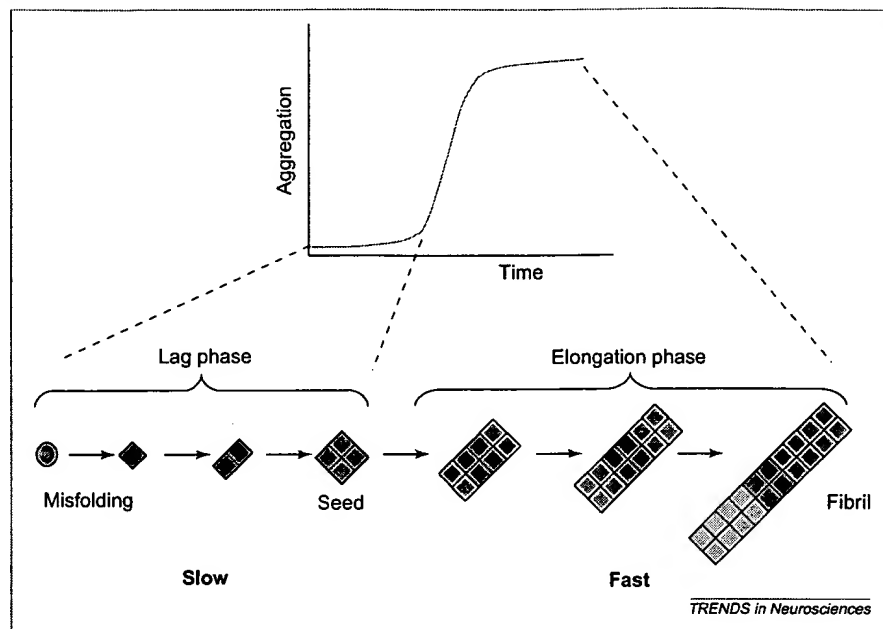 Aggregation
Time
Lag phase
Elongation phase
Misfolding
Seed
Fibril
Slow
Fast
TRENDS in Neurosciences